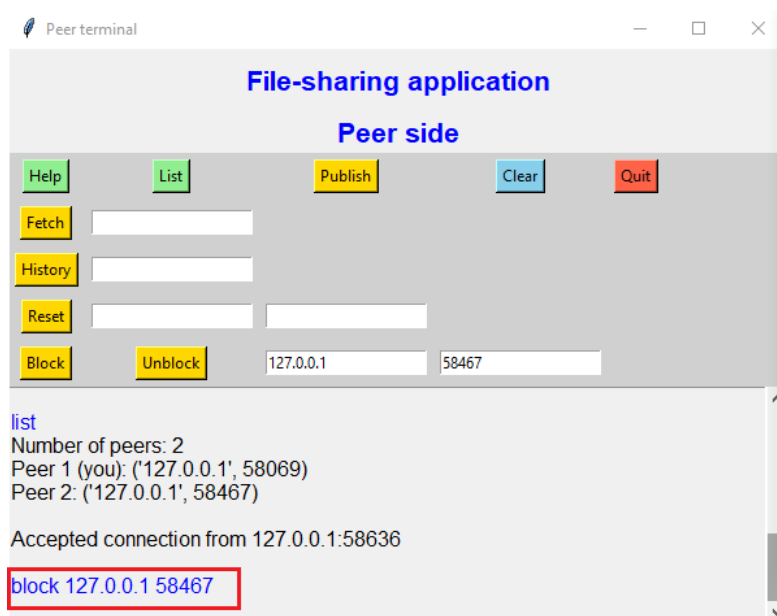 Peer terminal
File-sharing application
Peer side
Help List Publish Clear Quit
Fetch
History
Reset
Block Unblock 127.0.0.1 58467
list
Number of peers: 2
Peer 1 (you): ('127.0.0.1', 58069)
Peer 2: ('127.0.0.1', 58467)
Accepted connection from 127.0.0.1:58636
block 127.0.0.1 58467